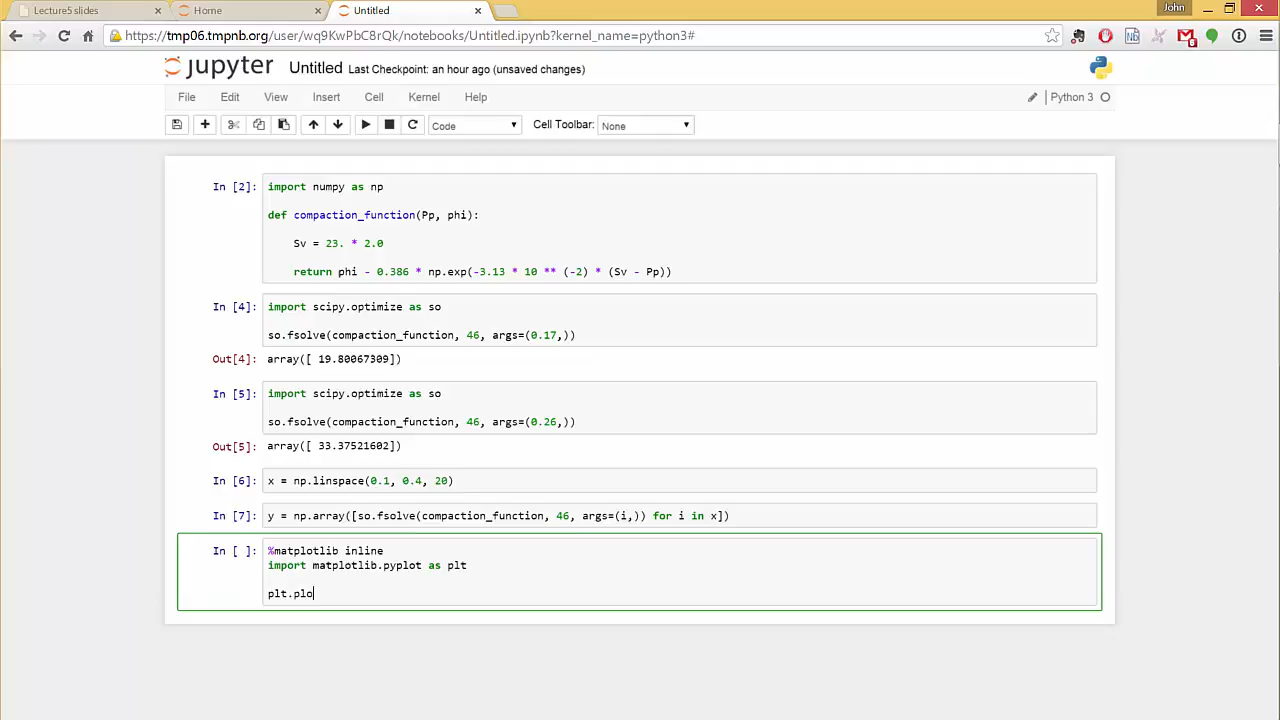 Lecture5 slides
Home
Untitled
John
https://tmp06.tmpnb.org/user/wq9KwPbC8rQk/notebooks/Untitled.ipynb?kernel_name=python3#
jupyter Untitled Last Checkpoint: an hour ago (unsaved changes)
File Edit View Insert Cell Kernel Help Python 3
Code Cell Toolbar: None
In [2]: import numpy as np
def compaction_function(Pp, phi):
Sv = 23. * 2.0
return phi - 0.386 * np.exp(-3.13 * 10 ** (-2) * (Sv - Pp))
In [4]: import scipy.optimize as so
so.fsolve(compaction_function, 46, args=(0.17,))
Out[4]: array([ 19.80067309])
In [5]: import scipy.optimize as so
so.fsolve(compaction_function, 46, args=(0.26,))
Out[5]: array([ 33.37521602])
In [6]: x = np.linspace(0.1, 0.4, 20)
In [7]: y = np.array([so.fsolve(compaction_function, 46, args=(i,)) for i in x])
In [ ]: %matplotlib inline
import matplotlib.pyplot as plt
plt.plo